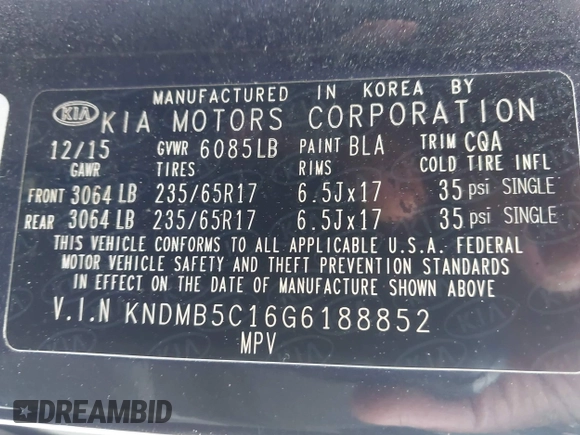 MANUFACTURED IN KOREA BY
KIA KIA MOTORS CORPORATION
12/15 GVWR 6085LB PAINT BLA TRIM CQA
GAWR TIRES RIMS COLD TIRE INFL
FRONT 3064 LB 235/65R17 6.5Jx17 35 psi SINGLE
REAR 3064 LB 235/65R17 6.5Jx17 35 psi SINGLE
THIS VEHICLE CONFORMS TO ALL APPLICABLE U.S.A. FEDERAL
MOTOR VEHICLE SAFETY AND THEFT PREVENTION STANDARDS
IN EFFECT ON THE DATE OF MANUFACTURE SHOWN ABOVE
V.I.N KNDMB5C16G6188852
MPV
DREAMBID